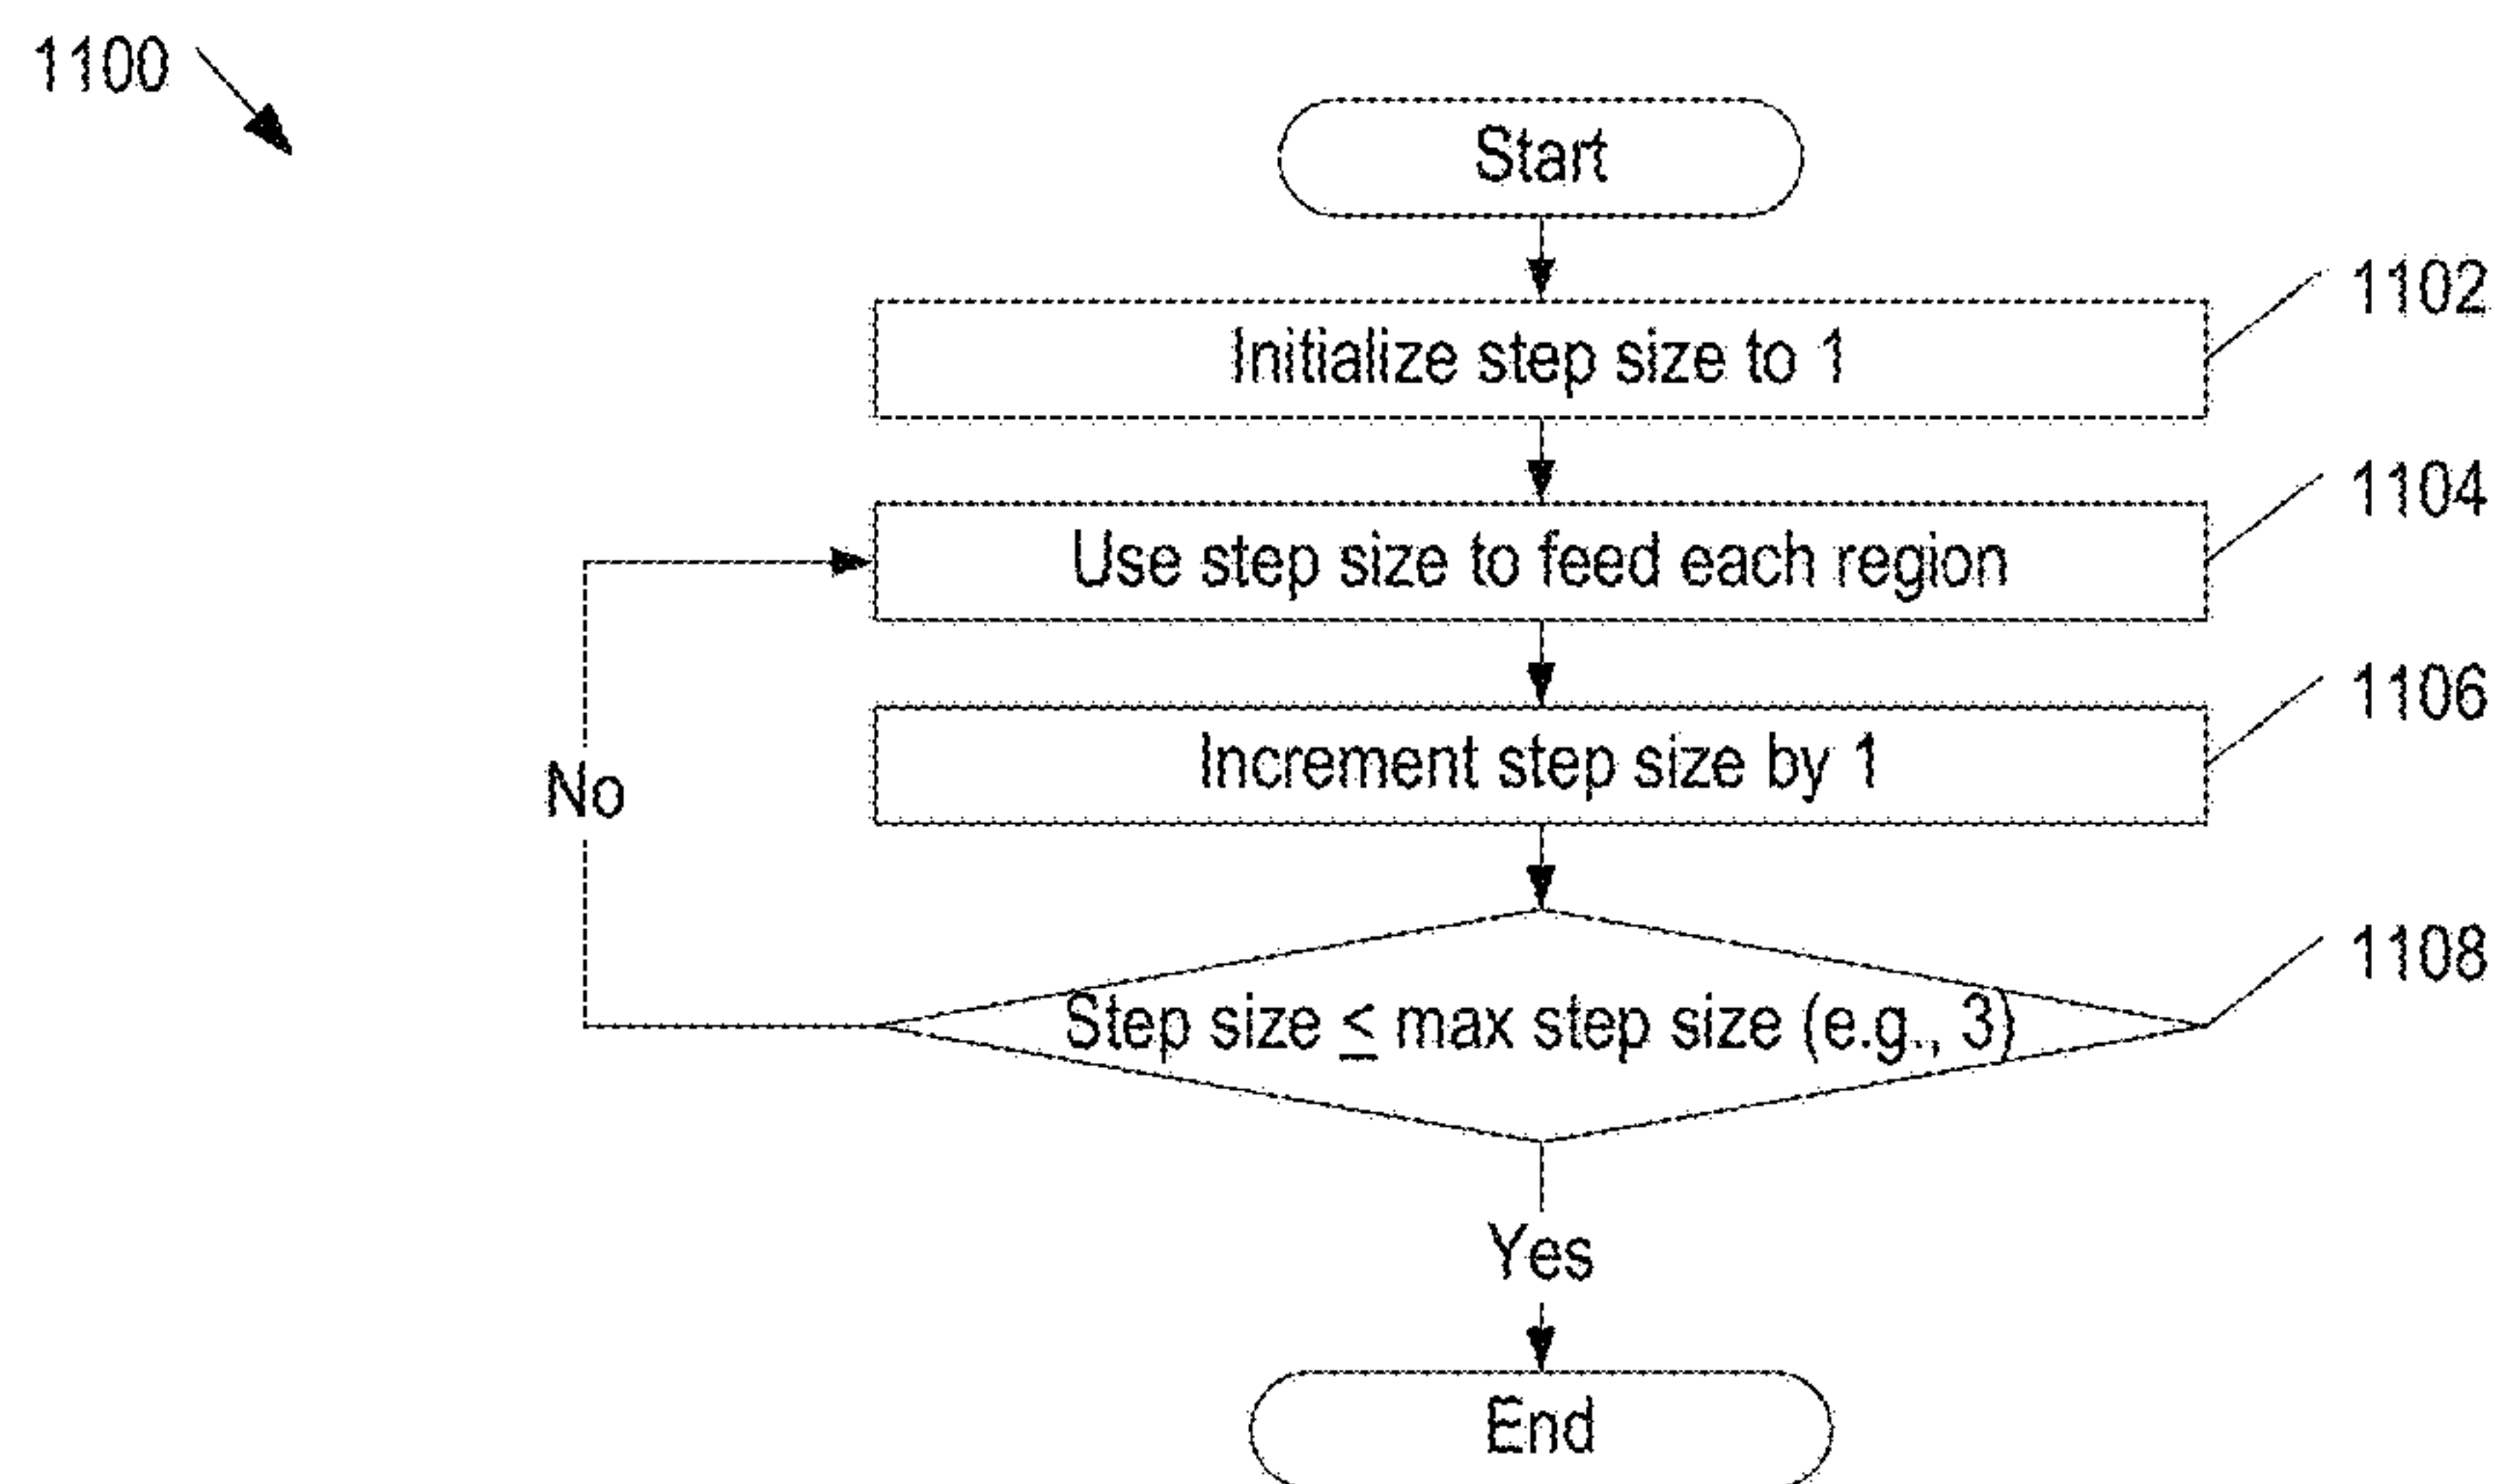 1100
Start
1102
Initialize step size to 1
1104
Use step size to feed each region
1106
Increment step size by 1
No
1108
Step size ≤ max step size (e.g., 3)
Yes
End